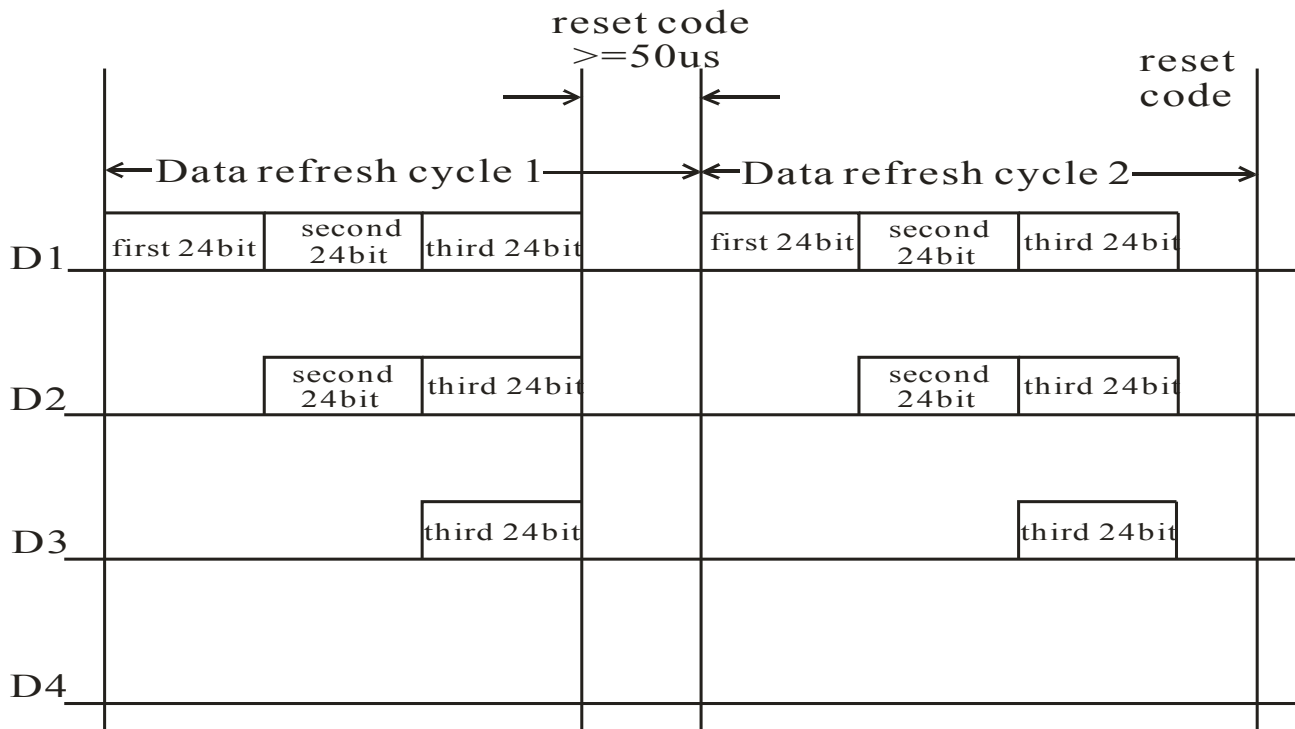 reset code
>=50us
reset
code
Data refresh cycle 1
Data refresh cycle 2
D1
first 24bit
second
24bit
third 24bit
first 24bit
second
24bit
third 24bit
D2
second
24bit
third 24bit
second
24bit
third 24bit
D3
third 24bit
third 24bit
D4